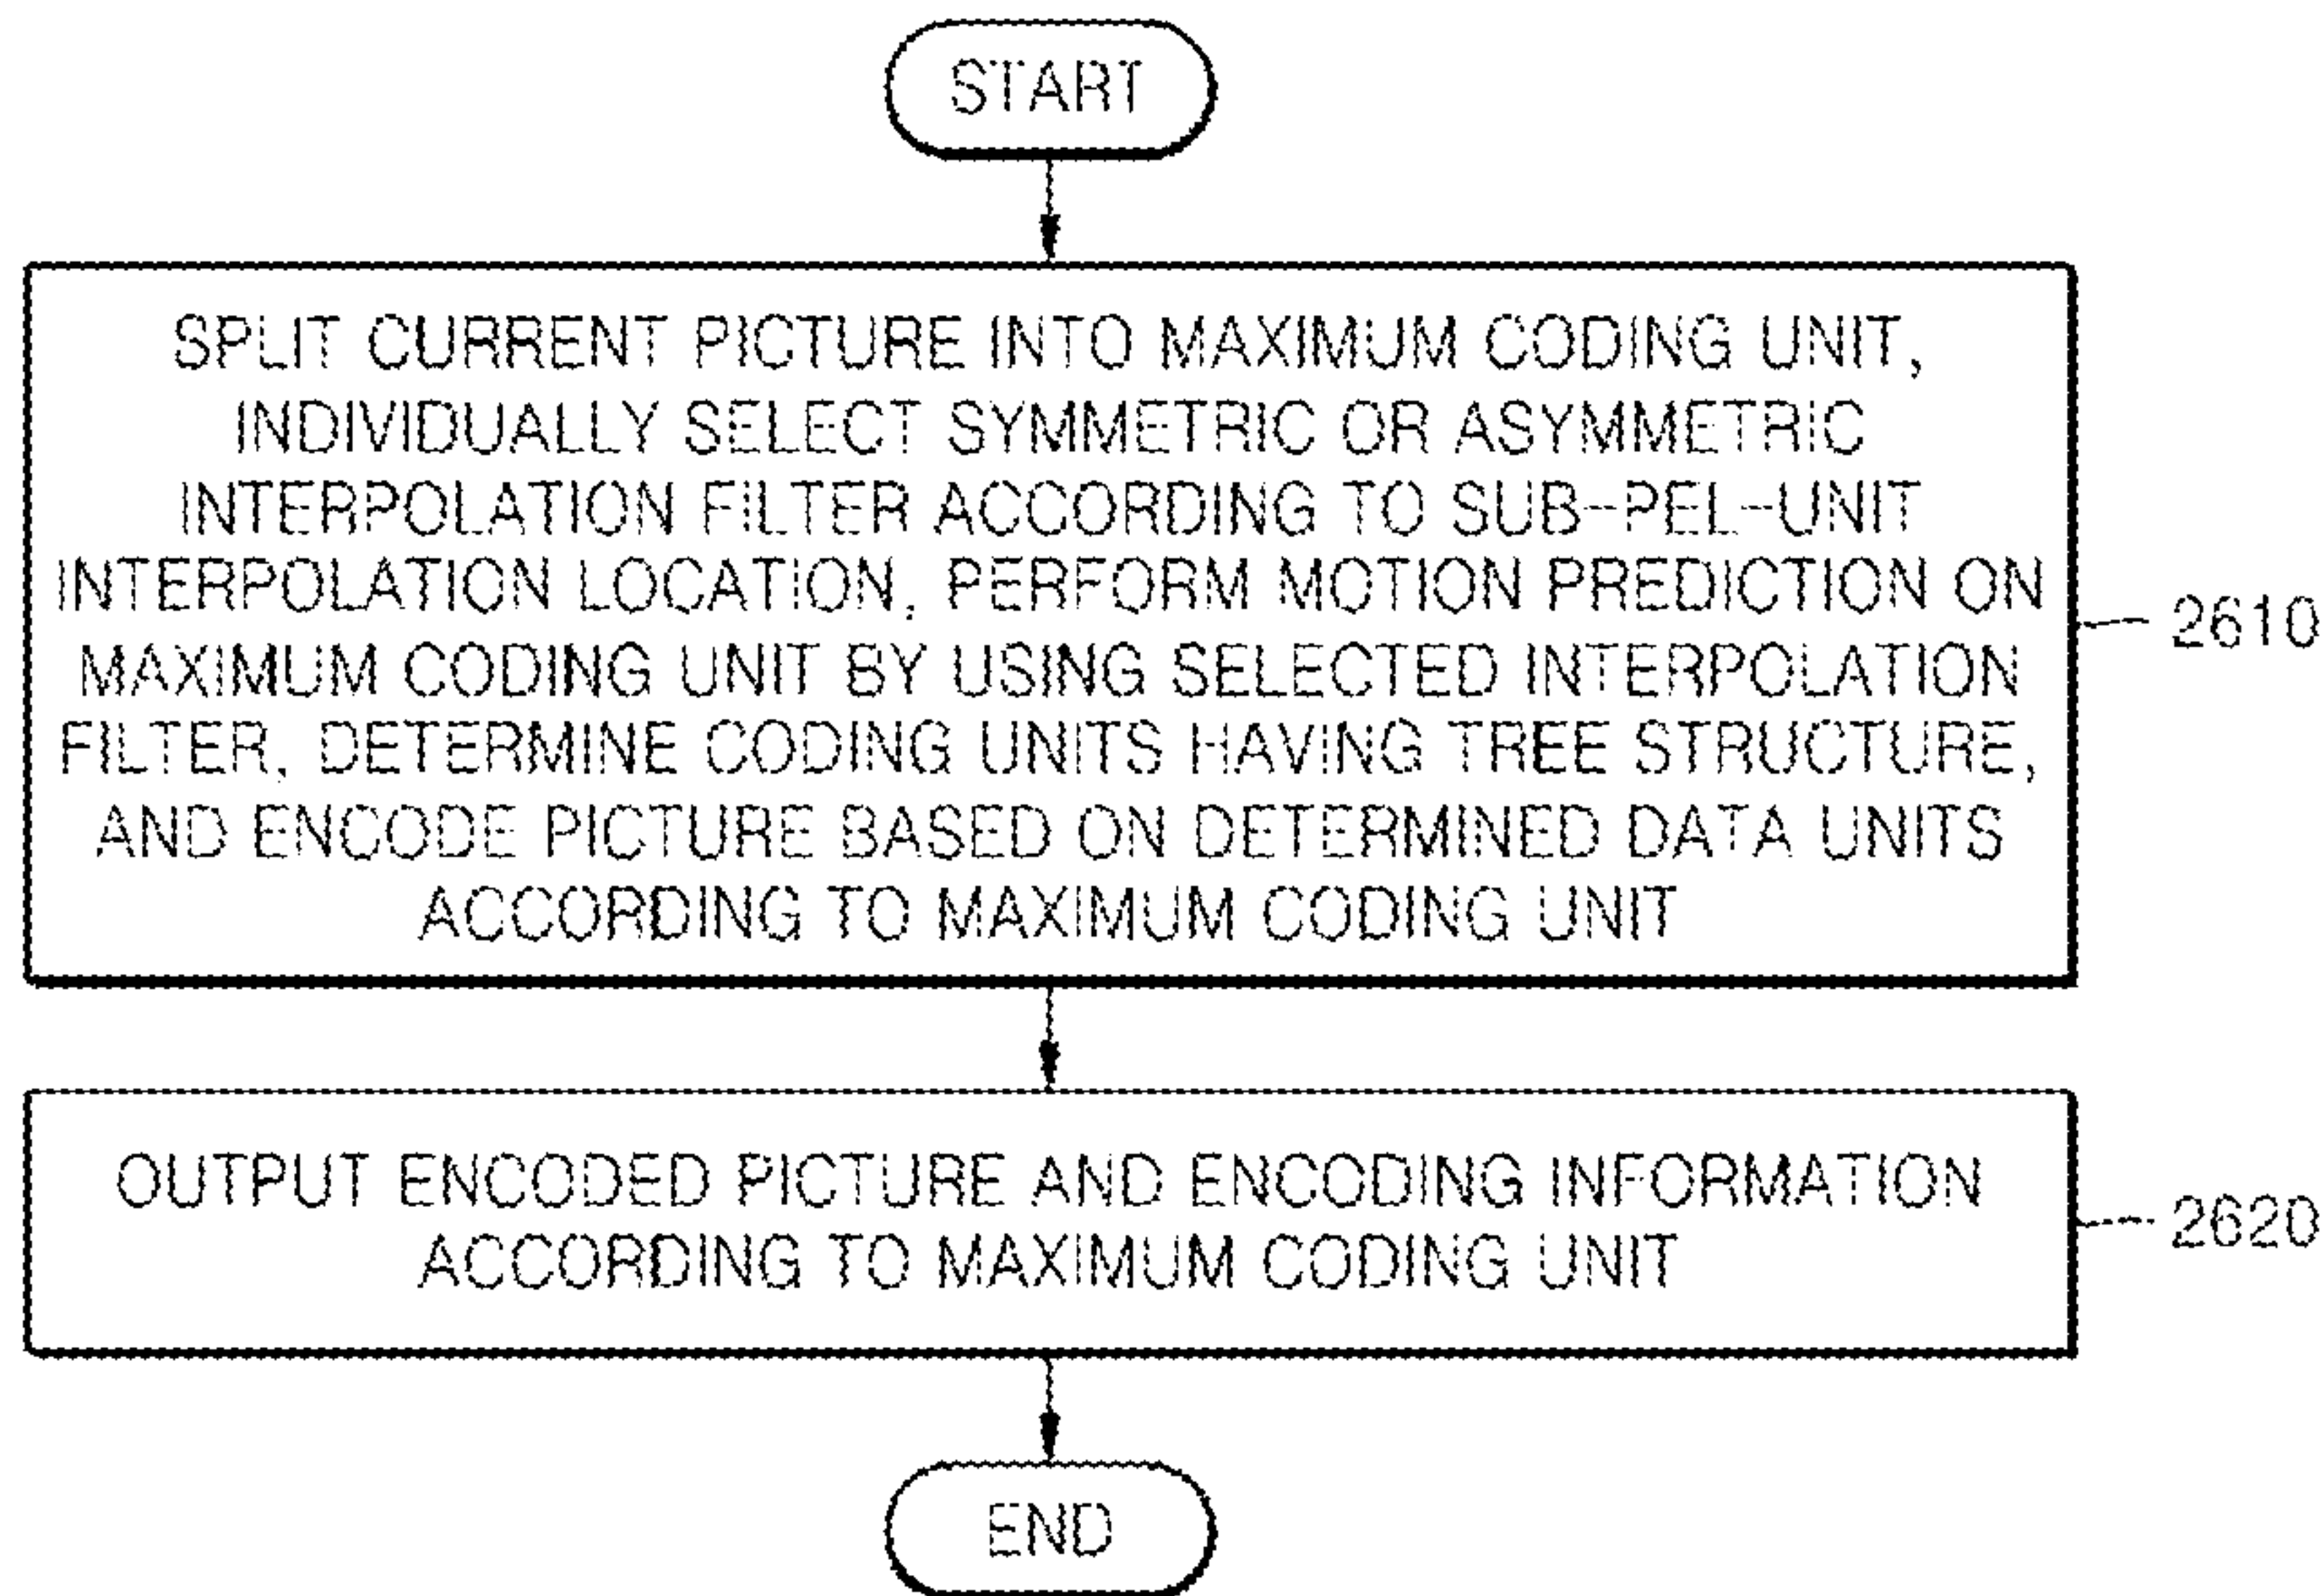 START
SPLIT CURRENT PICTURE INTO MAXIMUM CODING UNIT,
INDIVIDUALLY SELECT SYMMETRIC OR ASYMMETRIC
INTERPOLATION FILTER ACCORDING TO SUB-PEL-UNIT
INTERPOLATION LOCATION, PERFORM MOTION PREDICTION ON
MAXIMUM CODING UNIT BY USING SELECTED INTERPOLATION
FILTER, DETERMINE CODING UNITS HAVING TREE STRUCTURE,
AND ENCODE PICTURE BASED ON DETERMINED DATA UNITS
ACCORDING TO MAXIMUM CODING UNIT
2610
OUTPUT ENCODED PICTURE AND ENCODING INFORMATION
ACCORDING TO MAXIMUM CODING UNIT
2620
END